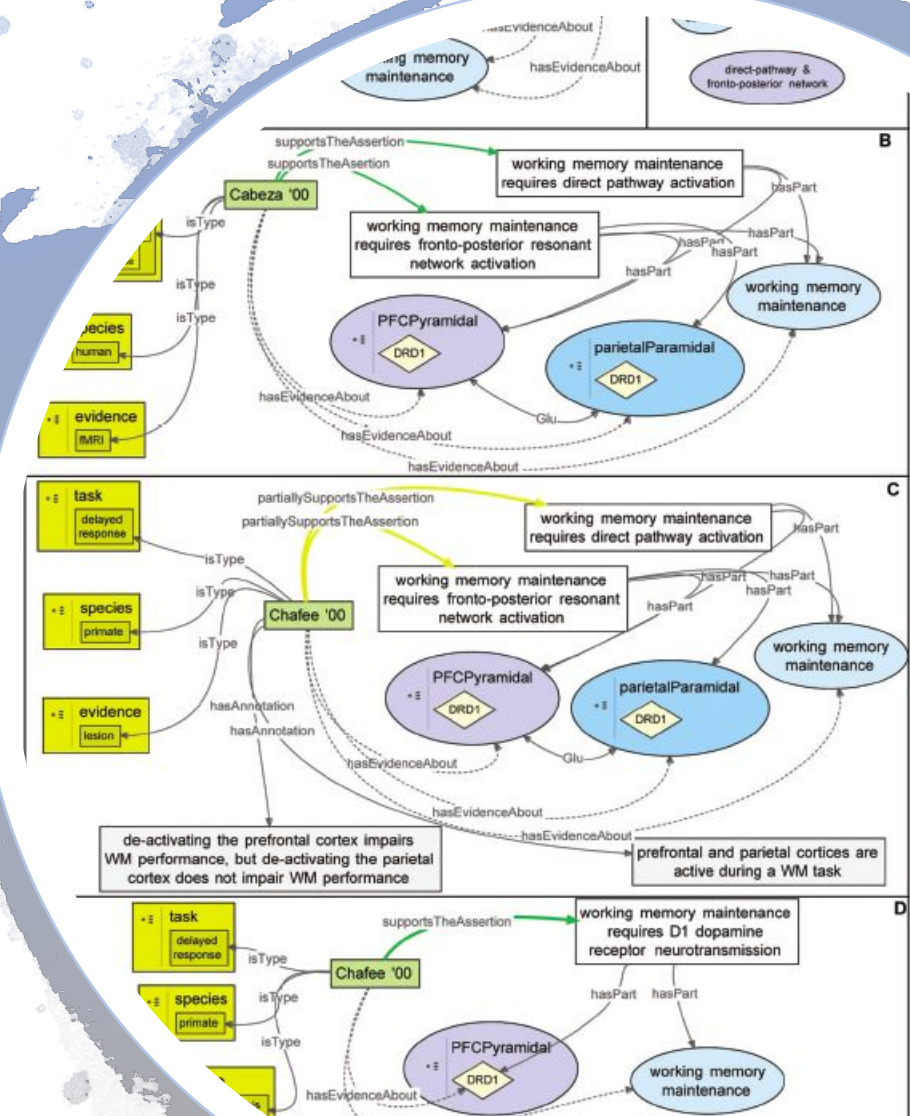 hasEvidenceAbout
memory
maintenance
hasEvidenceAbout
direct-pathway &
fronto-posterior network
B
supportsTheAssertion
supportsTheAsertion
Cabeza '00
working memory maintenance
requires direct pathway activation
working memory maintenance
requires fronto-posterior resonant
network activation
hasPart
hasPart
hasPart
hasPart
hasPart
isType
isType
isType
human
evidence
fMRI
PFCPyramidal
DRD1
parietalParamidal
DRD1
working memory
maintenance
Glu
hasEvidenceAbout
hasEvidenceAbout
hasEvidenceAbout
C
task
delayed
response
species
primate
evidence
lesion
isType
isType
isType
partiallySupportsTheAssertion
partiallySupportsTheAssertion
Chafee '00
working memory maintenance
requires direct pathway activation
working memory maintenance
requires fronto-posterior resonant
network activation
hasPart
hasPart
hasPart
hasPart
hasPart
working memory
maintenance
PFCPyramidal
DRD1
parietalParamidal
DRD1
Glu
hasAnnotation
hasAnnotation
hasEvidenceAbout
hasEvidenceAbout
hasEvidenceAbout
de-activating the prefrontal cortex impairs
WM performance, but de-activating the parietal
cortex does not impair WM performance
prefrontal and parietal cortices are
active during a WM task
D
task
delayed
response
species
primate
isType
isType
isType
supportsTheAssertion
Chafee '00
working memory maintenance
requires D1 dopamine
receptor neurotransmission
hasPart
hasPart
PFCPyramidal
DRD1
working memory
maintenance
hasEvidenceAbout